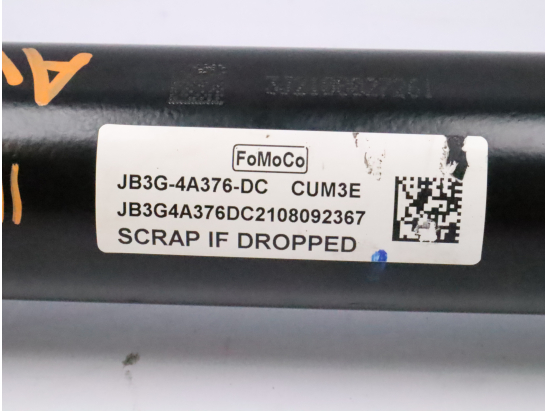 FoMoCo
JB3G-4A376-DC CUM3E
JB3G4A376DC2108092367
SCRAP IF DROPPED